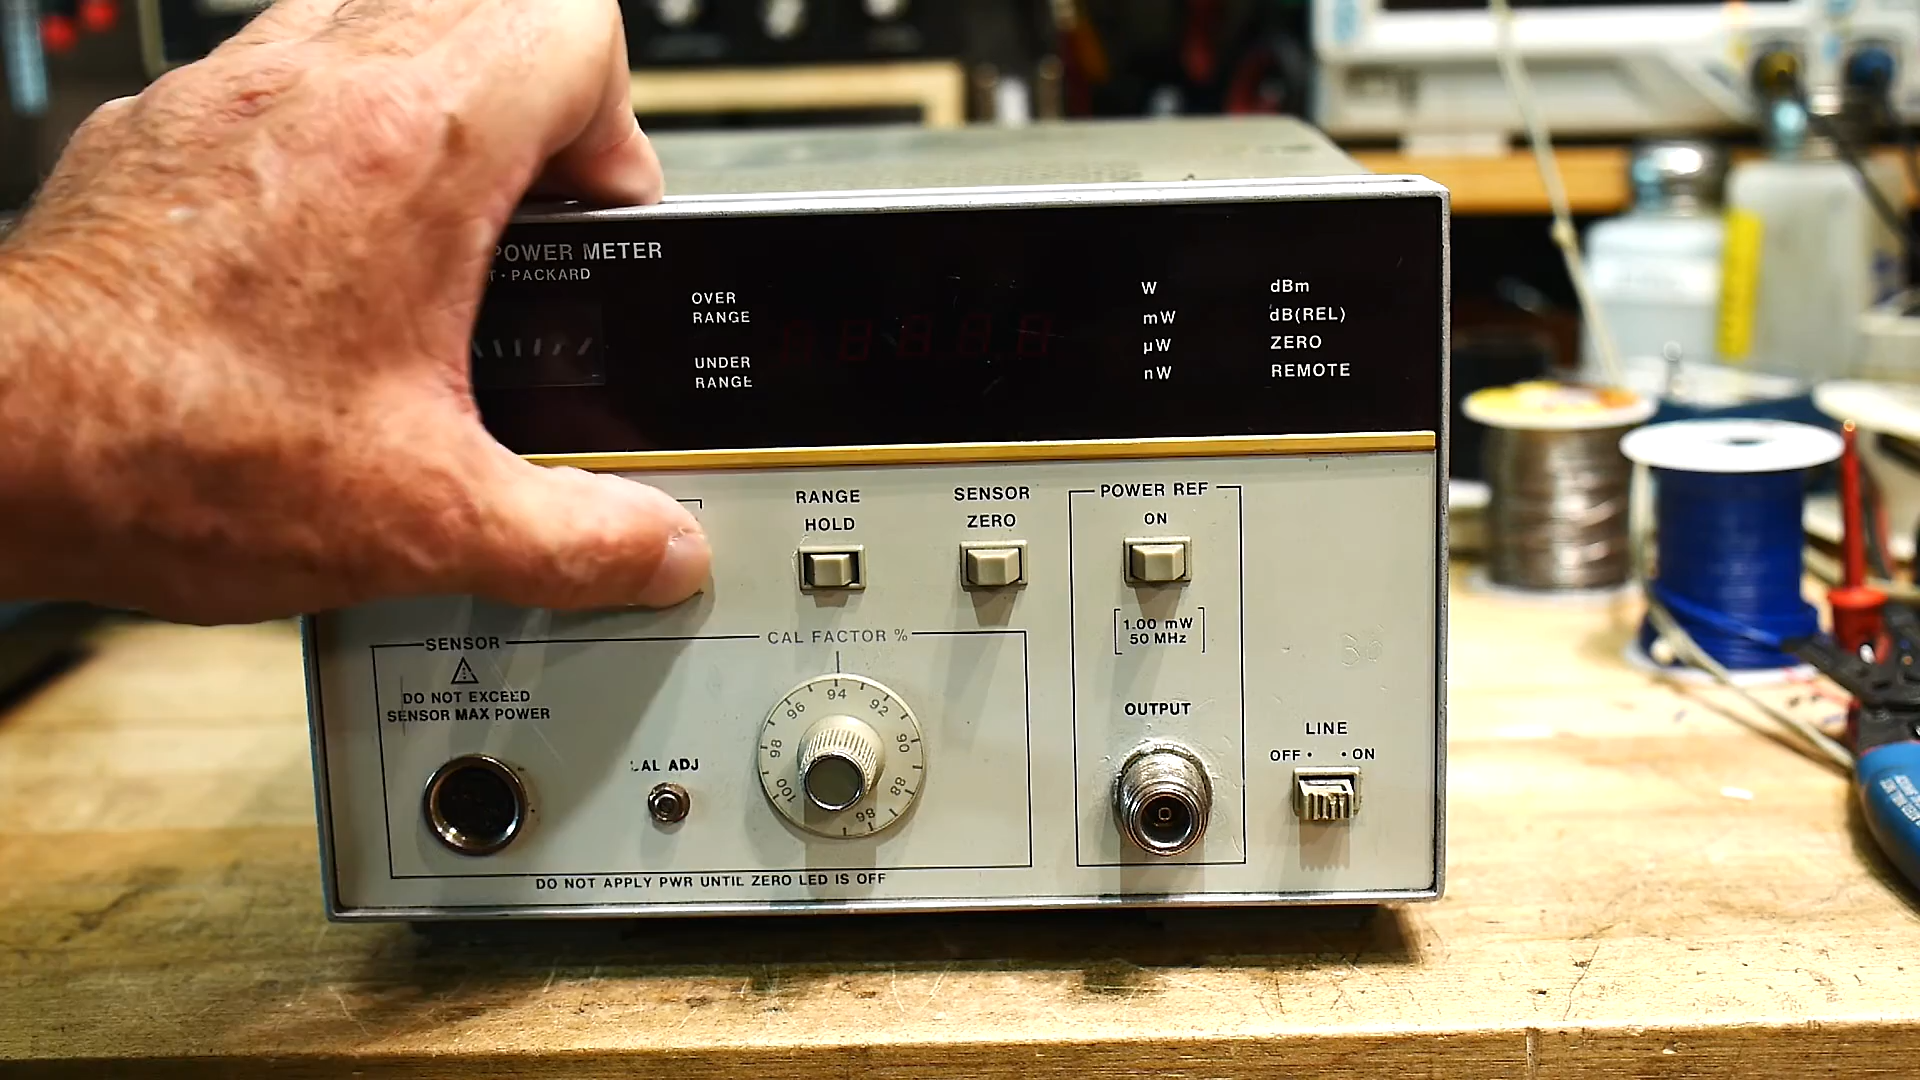 POWER METER
T • PACKARD
OVER
RANGE
UNDER
RANGE
W
mW
µW
nW
dBm
dB(REL)
ZERO
REMOTE
RANGE
HOLD
SENSOR
ZERO
POWER REF
ON
1.00 mW
50 MHz
OUTPUT
LINE
OFF • • ON
SENSOR
DO NOT EXCEED
SENSOR MAX POWER
CAL ADJ
CAL FACTOR %
100 98 96 94 92 90 88 86
DO NOT APPLY PWR UNTIL ZERO LED IS OFF